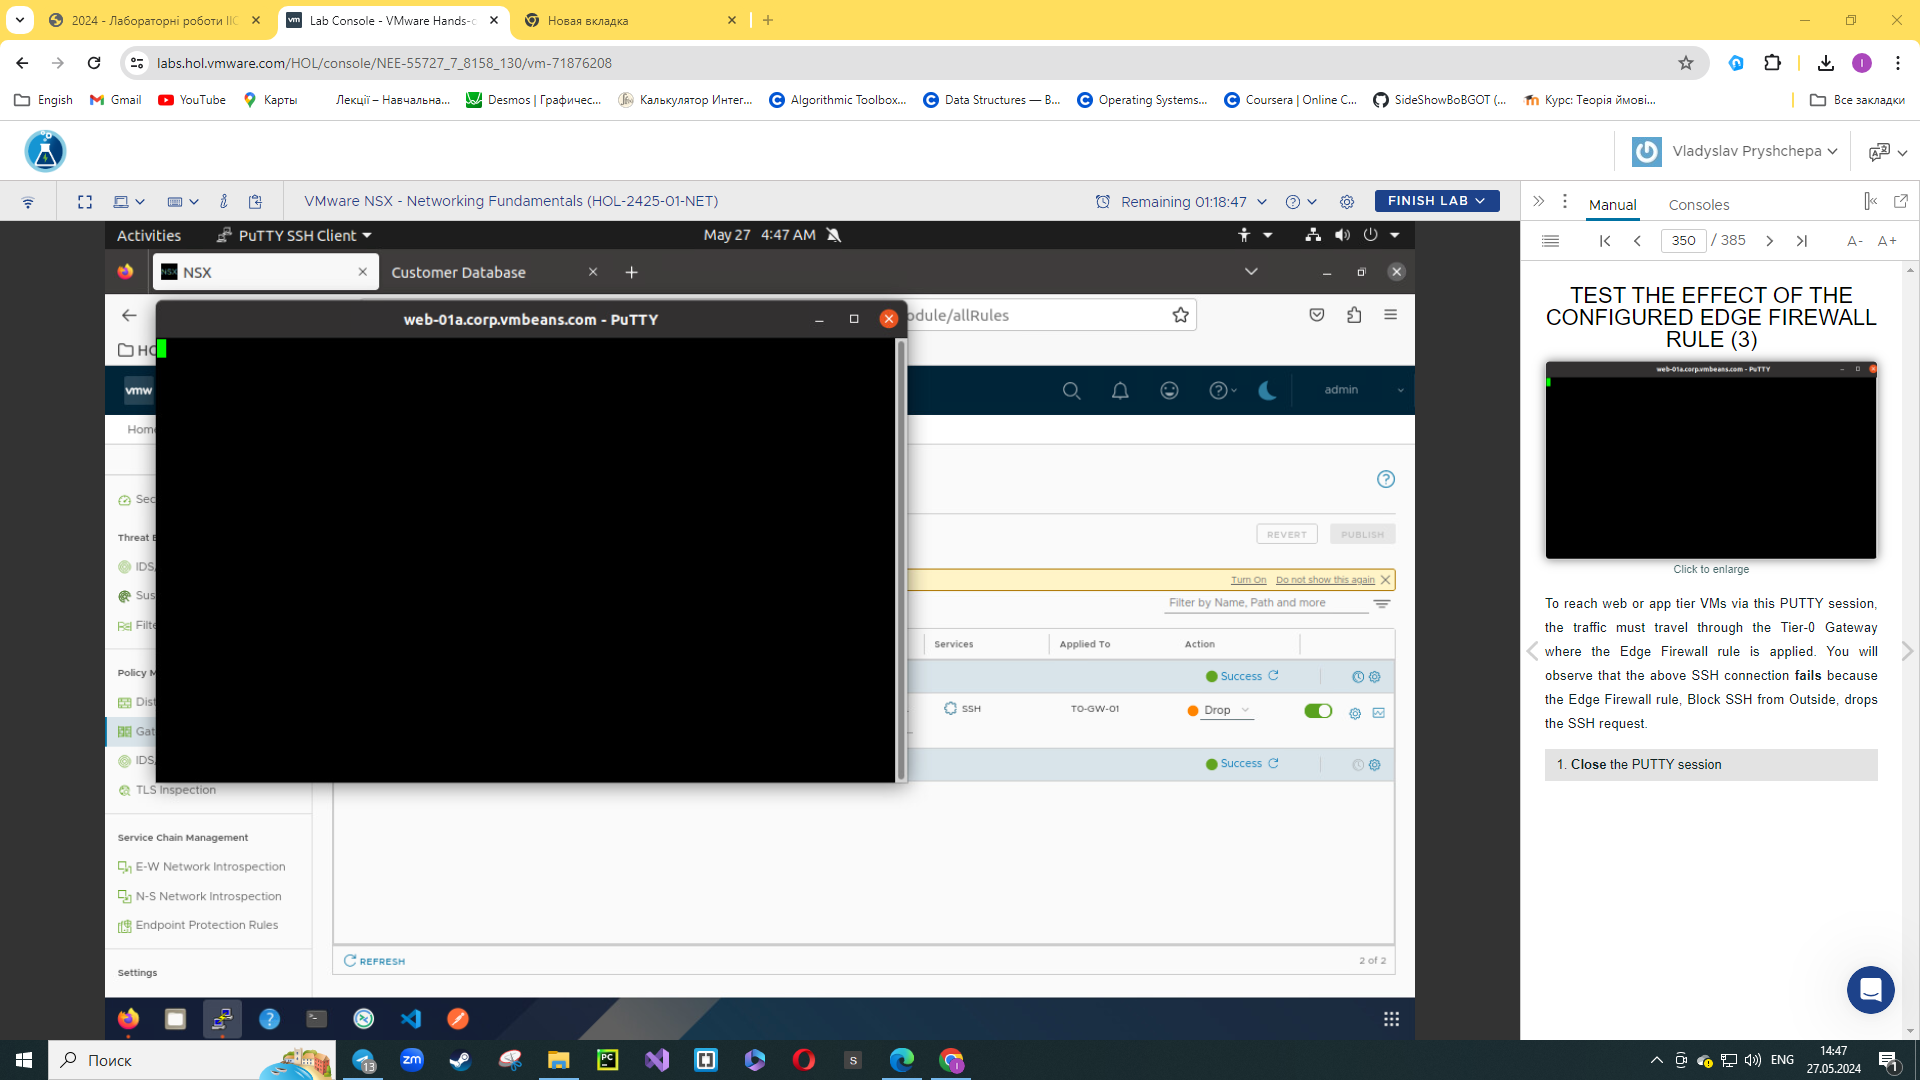 2024 - Лабораторні роботи ІІС
Lab Console - VMware Hands-o
Новая вкладка
labs.hol.vmware.com/HOL/console/NEE-55727_7_8158_130/vm-71876208
Engish
Gmail
YouTube
Карты
Лекції – Навчальна...
Desmos | Графичес...
Калькулятор Интег...
Algorithmic Toolbox...
Data Structures — В...
Operating Systems...
Coursera | Online C...
SideShowBoBGOT (...
Курс: Теорія ймові...
Все закладки
Vladyslav Pryshchepa
VMware NSX - Networking Fundamentals (HOL-2425-01-NET)
Remaining 01:18:47
FINISH LAB
Manual
Consoles
350 / 385
A- A+
Activities
PuTTY SSH Client
May 27 4:47 AM
NSX
Customer Database
odule/allRules
web-01a.corp.vmbeans.com - PuTTY
HO
vmw
admin
Home
Sec
Threat E
IDS/
Sus
Filte
Policy M
Dist
Gat
IDS/
TLS Inspection
Service Chain Management
E-W Network Introspection
N-S Network Introspection
Endpoint Protection Rules
Settings
REVERT
PUBLISH
Turn On Do not show this again
Filter by Name, Path and more
Services
Applied To
Action
Success
SSH
T0-GW-01
Drop
Success
REFRESH
2 of 2
TEST THE EFFECT OF THE
CONFIGURED EDGE FIREWALL
RULE (3)
web-01a.corp.vmbeans.com - PuTTY
Click to enlarge
To reach web or app tier VMs via this PUTTY session,
the traffic must travel through the Tier-0 Gateway
where the Edge Firewall rule is applied. You will
observe that the above SSH connection fails because
the Edge Firewall rule, Block SSH from Outside, drops
the SSH request.
1. Close the PUTTY session
Поиск
13
zm
PC
S
ENG
14:47
27.05.2024
1